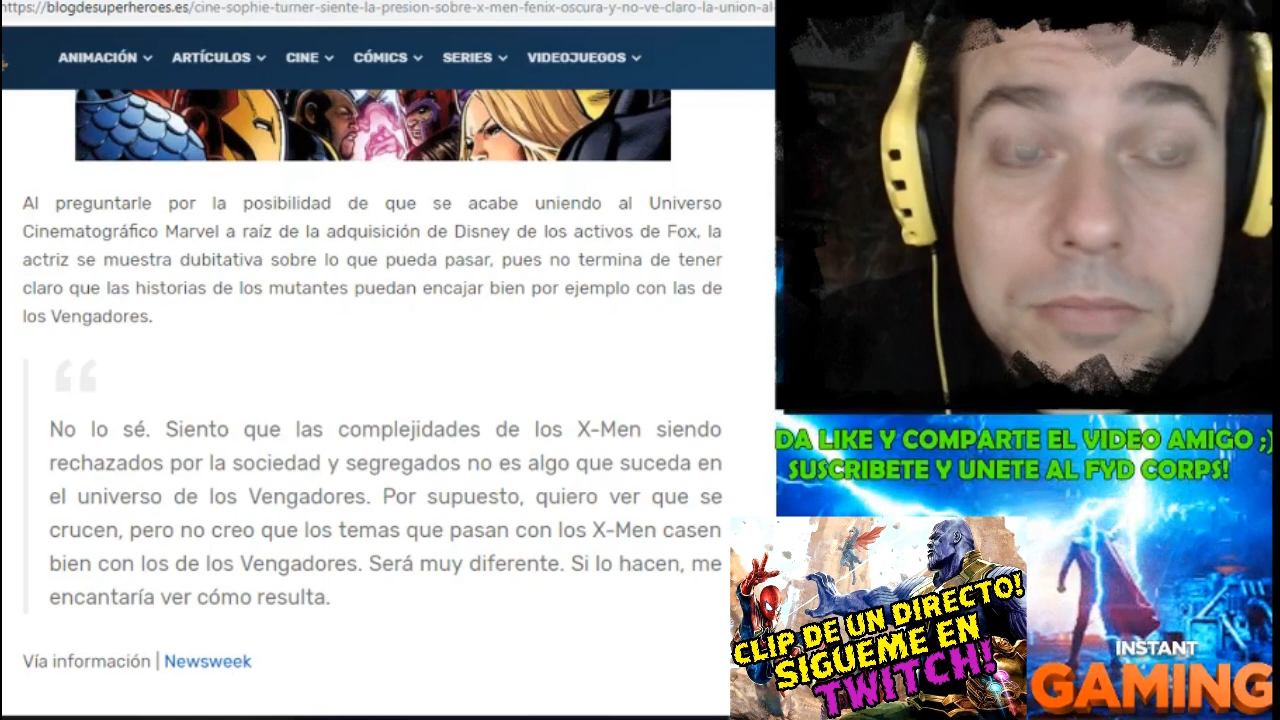 https://blogdesuperheroes.es/cine-sophie-turner-siente-la-presion-sobre-x-men-fenix-oscura-y-no-ve-claro-la-union-al-
ANIMACIÓN ARTÍCULOS CINE CÓMICS SERIES VIDEOJUEGOS
Al preguntarle por la posibilidad de que se acabe uniendo al Universo
Cinematográfico Marvel a raíz de la adquisición de Disney de los activos de Fox, la
actriz se muestra dubitativa sobre lo que pueda pasar, pues no termina de tener
claro que las historias de los mutantes puedan encajar bien por ejemplo con las de
los Vengadores.
“
No lo sé. Siento que las complejidades de los X-Men siendo
rechazados por la sociedad y segregados no es algo que suceda en
el universo de los Vengadores. Por supuesto, quiero ver que se
crucen, pero no creo que los temas que pasan con los X-Men casen
bien con los de los Vengadores. Será muy diferente. Si lo hacen, me
encantaría ver cómo resulta.
Vía información | Newsweek
DA LIKE Y COMPARTE EL VIDEO AMIGO ;)
SUSCRIBETE Y UNETE AL FYD CORPS!
CLIP DE UN DIRECTO!
SIGUEME EN
TWITCH!
INSTANT
GAMING